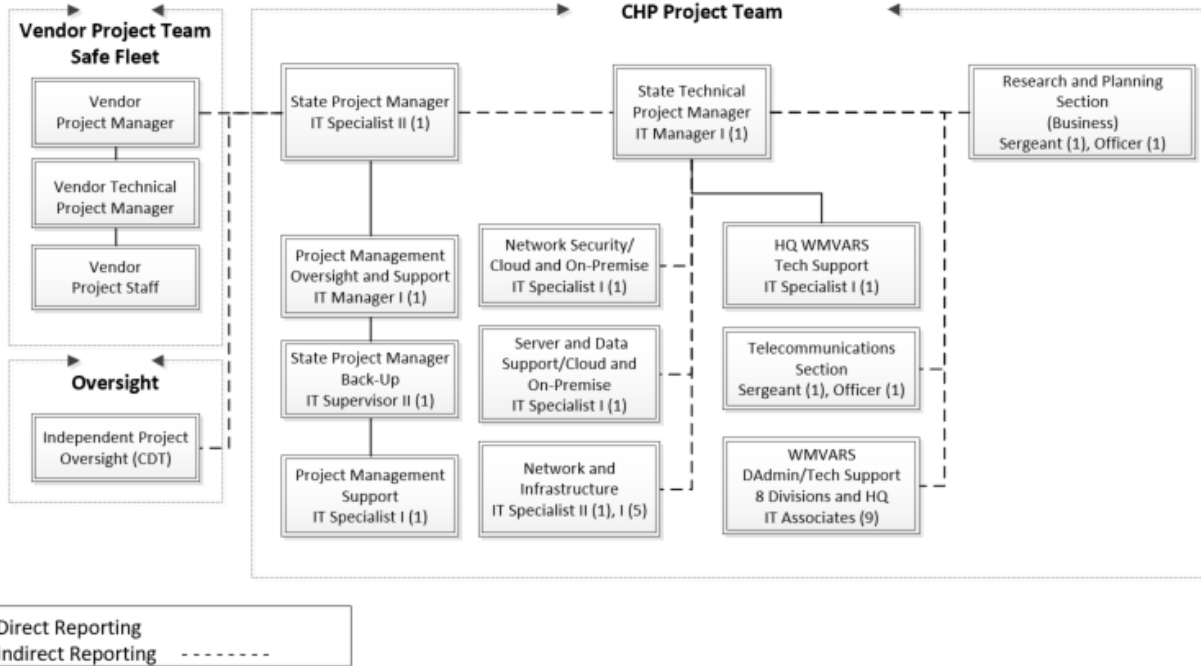 Vendor Project Team
Safe Fleet
Vendor
Project Manager
Vendor Technical
Project Manager
Vendor
Project Staff
Oversight
Independent Project
Oversight (CDT)
CHP Project Team
State Project Manager
IT Specialist II (1)
State Technical
Project Manager
IT Manager I (1)
Research and Planning
Section
(Business)
Sergeant (1), Officer (1)
Project Management
Oversight and Support
IT Manager I (1)
State Project Manager
Back-Up
IT Supervisor II (1)
Project Management
Support
IT Specialist I (1)
Network Security/
Cloud and On-Premise
IT Specialist I (1)
Server and Data
Support/Cloud and
On-Premise
IT Specialist I (1)
Network and
Infrastructure
IT Specialist II (1), I (5)
HQ WMVARS
Tech Support
IT Specialist I (1)
Telecommunications
Section
Sergeant (1), Officer (1)
WMVARS
DAdmin/Tech Support
8 Divisions and HQ
IT Associates (9)
Direct Reporting
Indirect Reporting